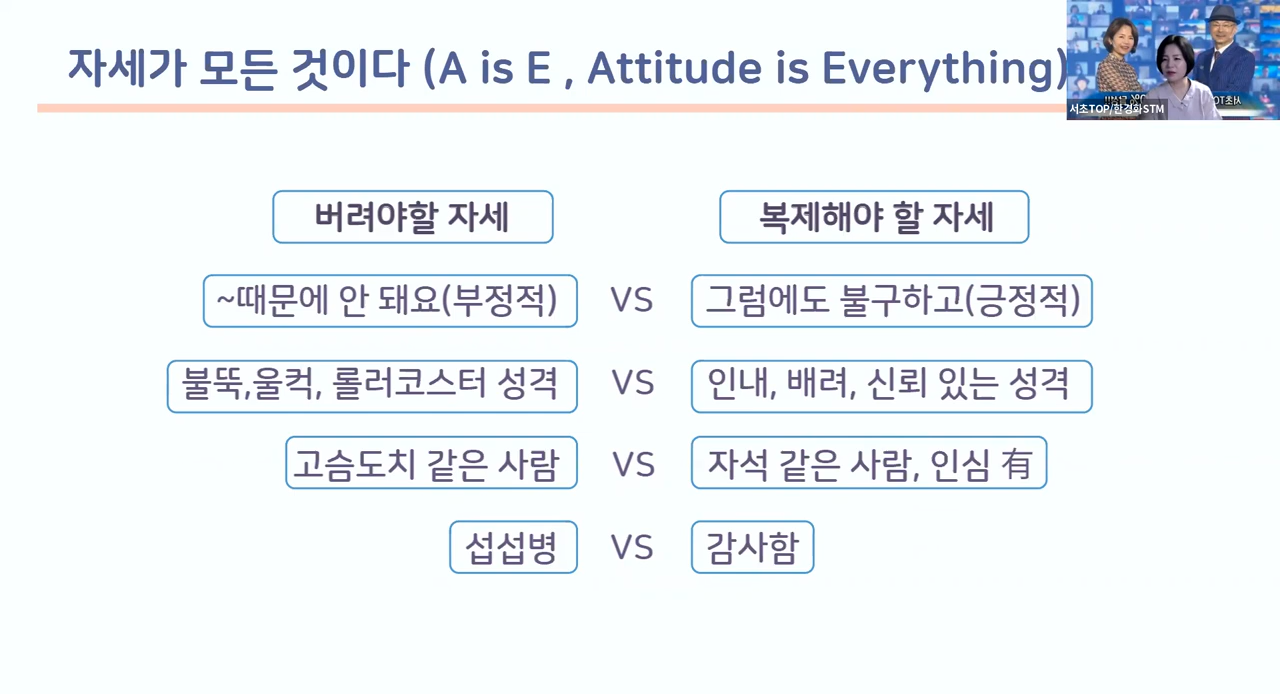 자세가 모든 것이다 (A is E , Attitude is Everything)
서초TOP/한경화STM
버려야할 자세 복제해야 할 자세
~때문에 안 돼요(부정적) VS 그럼에도 불구하고(긍정적)
불뚝,울컥, 롤러코스터 성격 VS 인내, 배려, 신뢰 있는 성격
고슴도치 같은 사람 VS 자석 같은 사람, 인심 有
섭섭병 VS 감사함